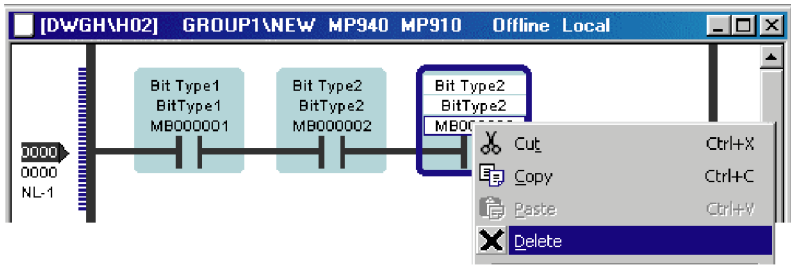 [DWGH\H02] GROUP1\NEW MP940 MP910 Offline Local
Bit Type1 Bit Type2 Bit Type2
BitType1 BitType2 BitType2
MB000001 MB000002
0000
0000
NL-1
Cut Ctrl+X
Copy Ctrl+C
Paste Ctrl+V
Delete